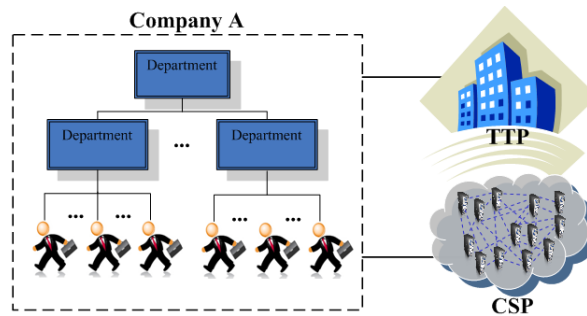 Company A
Department
Department
...
Department
... ...
... ...
TTP
CSP